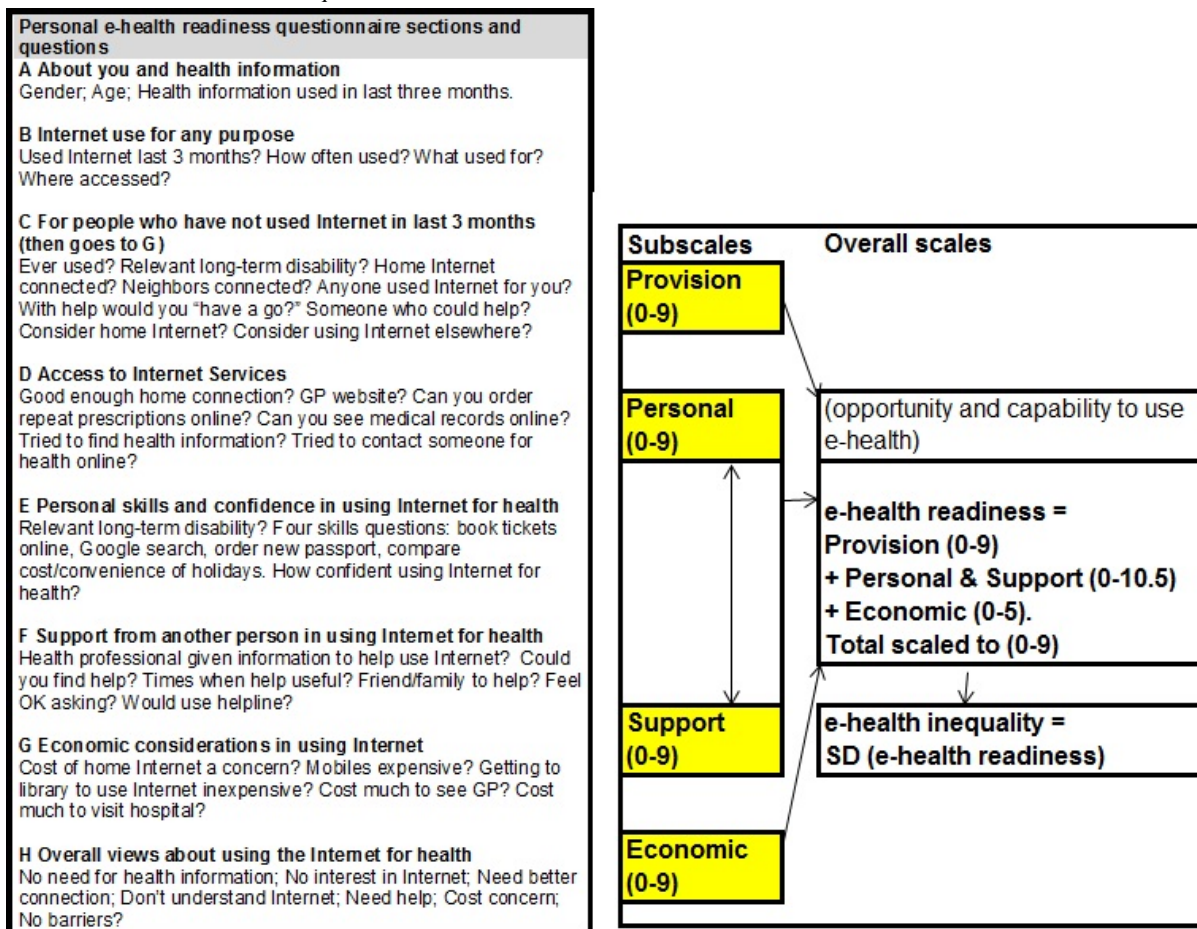 Personal e-health readiness questionnaire sections and
questions
A About you and health information
Gender; Age; Health information used in last three months.
B Internet use for any purpose
Used Internet last 3 months? How often used? What used for?
Where accessed?
C For people who have not used Internet in last 3 months
(then goes to G)
Ever used? Relevant long-term disability? Home Internet
connected? Neighbors connected? Anyone used Internet for you?
With help would you “have a go?” Someone who could help?
Consider home Internet? Consider using Internet elsewhere?
D Access to Internet Services
Good enough home connection? GP website? Can you order
repeat prescriptions online? Can you see medical records online?
Tried to find health information? Tried to contact someone for
health online?
E Personal skills and confidence in using Internet for health
Relevant long-term disability? Four skills questions: book tickets
online, Google search, order new passport, compare
cost/convenience of holidays. How confident using Internet for
health?
F Support from another person in using Internet for health
Health professional given information to help use Internet? Could
you find help? Times when help useful? Friend/family to help? Feel
OK asking? Would use helpline?
G Economic considerations in using Internet
Cost of home Internet a concern? Mobiles expensive? Getting to
library to use Internet inexpensive? Cost much to see GP? Cost
much to visit hospital?
H Overall views about using the Internet for health
No need for health information; No interest in Internet; Need better
connection; Don't understand Internet; Need help; Cost concern;
No barriers?
Subscales
Overall scales
Provision
(0-9)
Personal
(0-9)
(opportunity and capability to use
e-health)
e-health readiness =
Provision (0-9)
+ Personal & Support (0-10.5)
+ Economic (0-5).
Total scaled to (0-9)
Support
(0-9)
e-health inequality =
SD (e-health readiness)
Economic
(0-9)